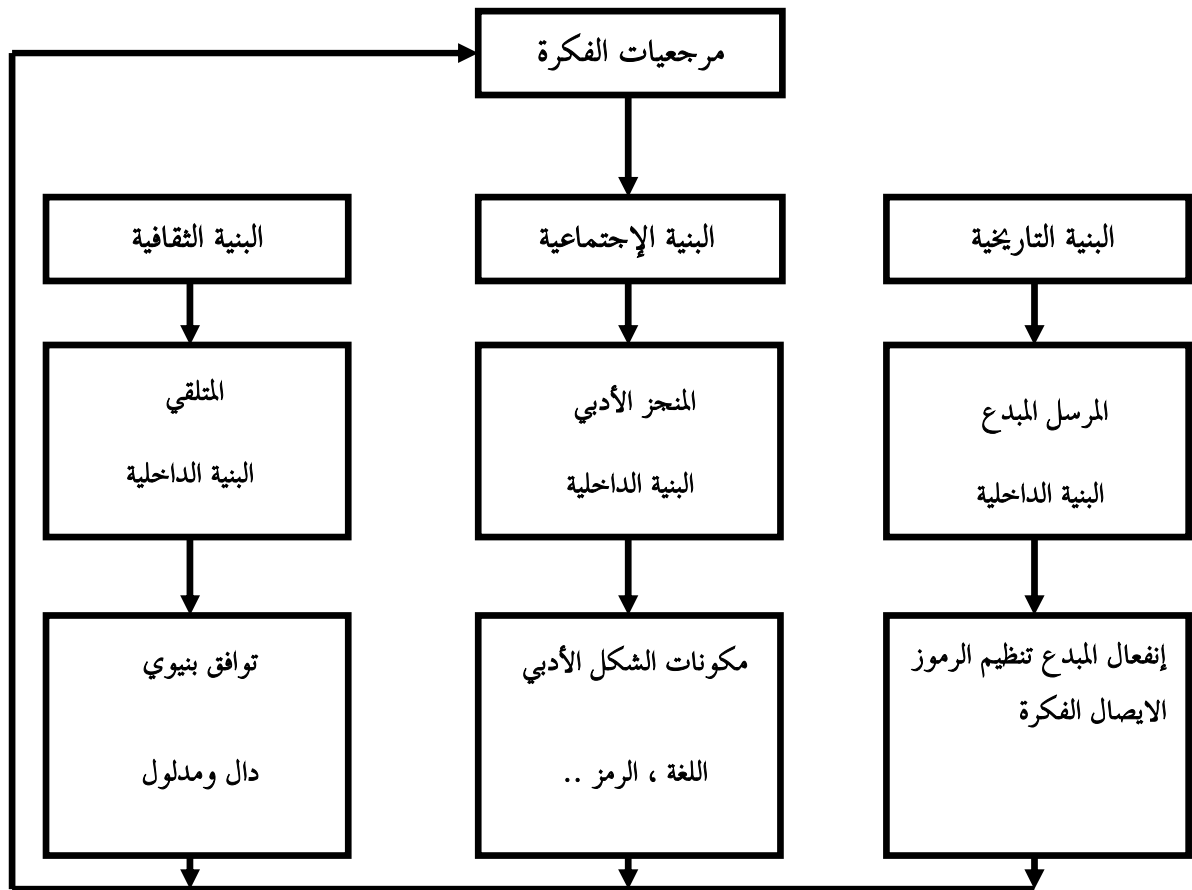 مرجعيات الفكرة
البنية التاريخية
البنية الإجتماعية
البنية الثقافية
المرسل المبدع
البنية الداخلية
المنجز الأدبي
البنية الداخلية
المتلقي
البنية الداخلية
إنفعال المبدع تنظيم الرموز
الايصال الفكرة
مكونات الشكل الأدبي
اللغة ، الرمز ..
توافق بنيوي
دال ومدلول